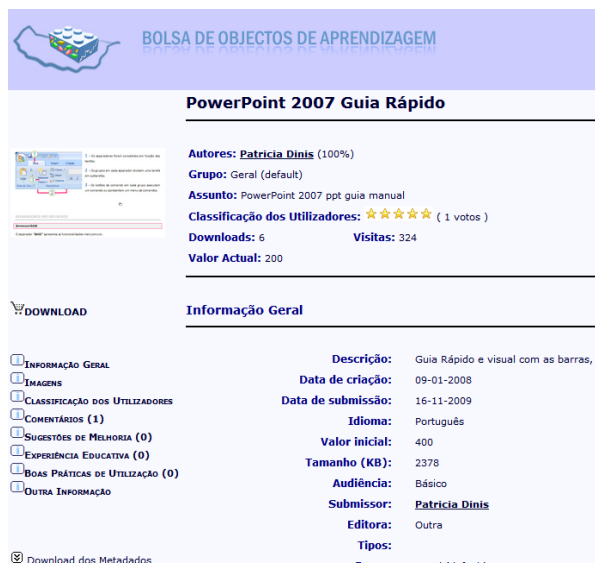 BOLSA DE OBJECTOS DE APRENDIZAGEM
PowerPoint 2007 Guia Rápido
Autores: Patricia Dinis (100%)
Grupo: Geral (default)
Assunto: PowerPoint 2007 ppt guia manual
Classificação dos Utilizadores: ( 1 votos )
Downloads: 6 Visitas: 324
Valor Actual: 200
DOWNLOAD
Informação Geral
Informação Geral
Imagens
Classificação dos Utilizadores
Comentários (1)
Sugestões de Melhoria (0)
Experiência Educativa (0)
Boas Práticas de Utilização (0)
Outra Informação
Download dos Metadados
Descrição: Guia Rápido e visual com as barras,
Data de criação: 09-01-2008
Data de submissão: 16-11-2009
Idioma: Português
Valor inicial: 400
Tamanho (KB): 2378
Audiência: Básico
Submissor: Patricia Dinis
Editora: Outra
Tipos: